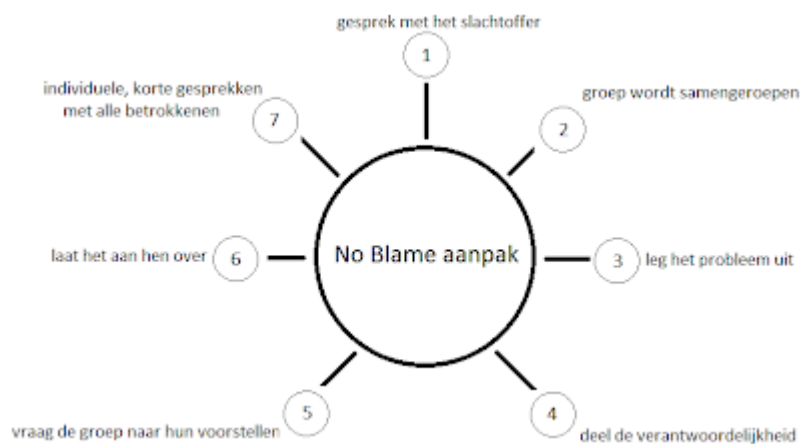 gesprek met het slachtoffer
1
groep wordt samengeroepen
2
3
leg het probleem uit
4
deel de verantwoordelijkheid
5
vraag de groep naar hun voorstellen
6
laat het aan hen over
7
individuele, korte gesprekken
met alle betrokkenen
No Blame aanpak